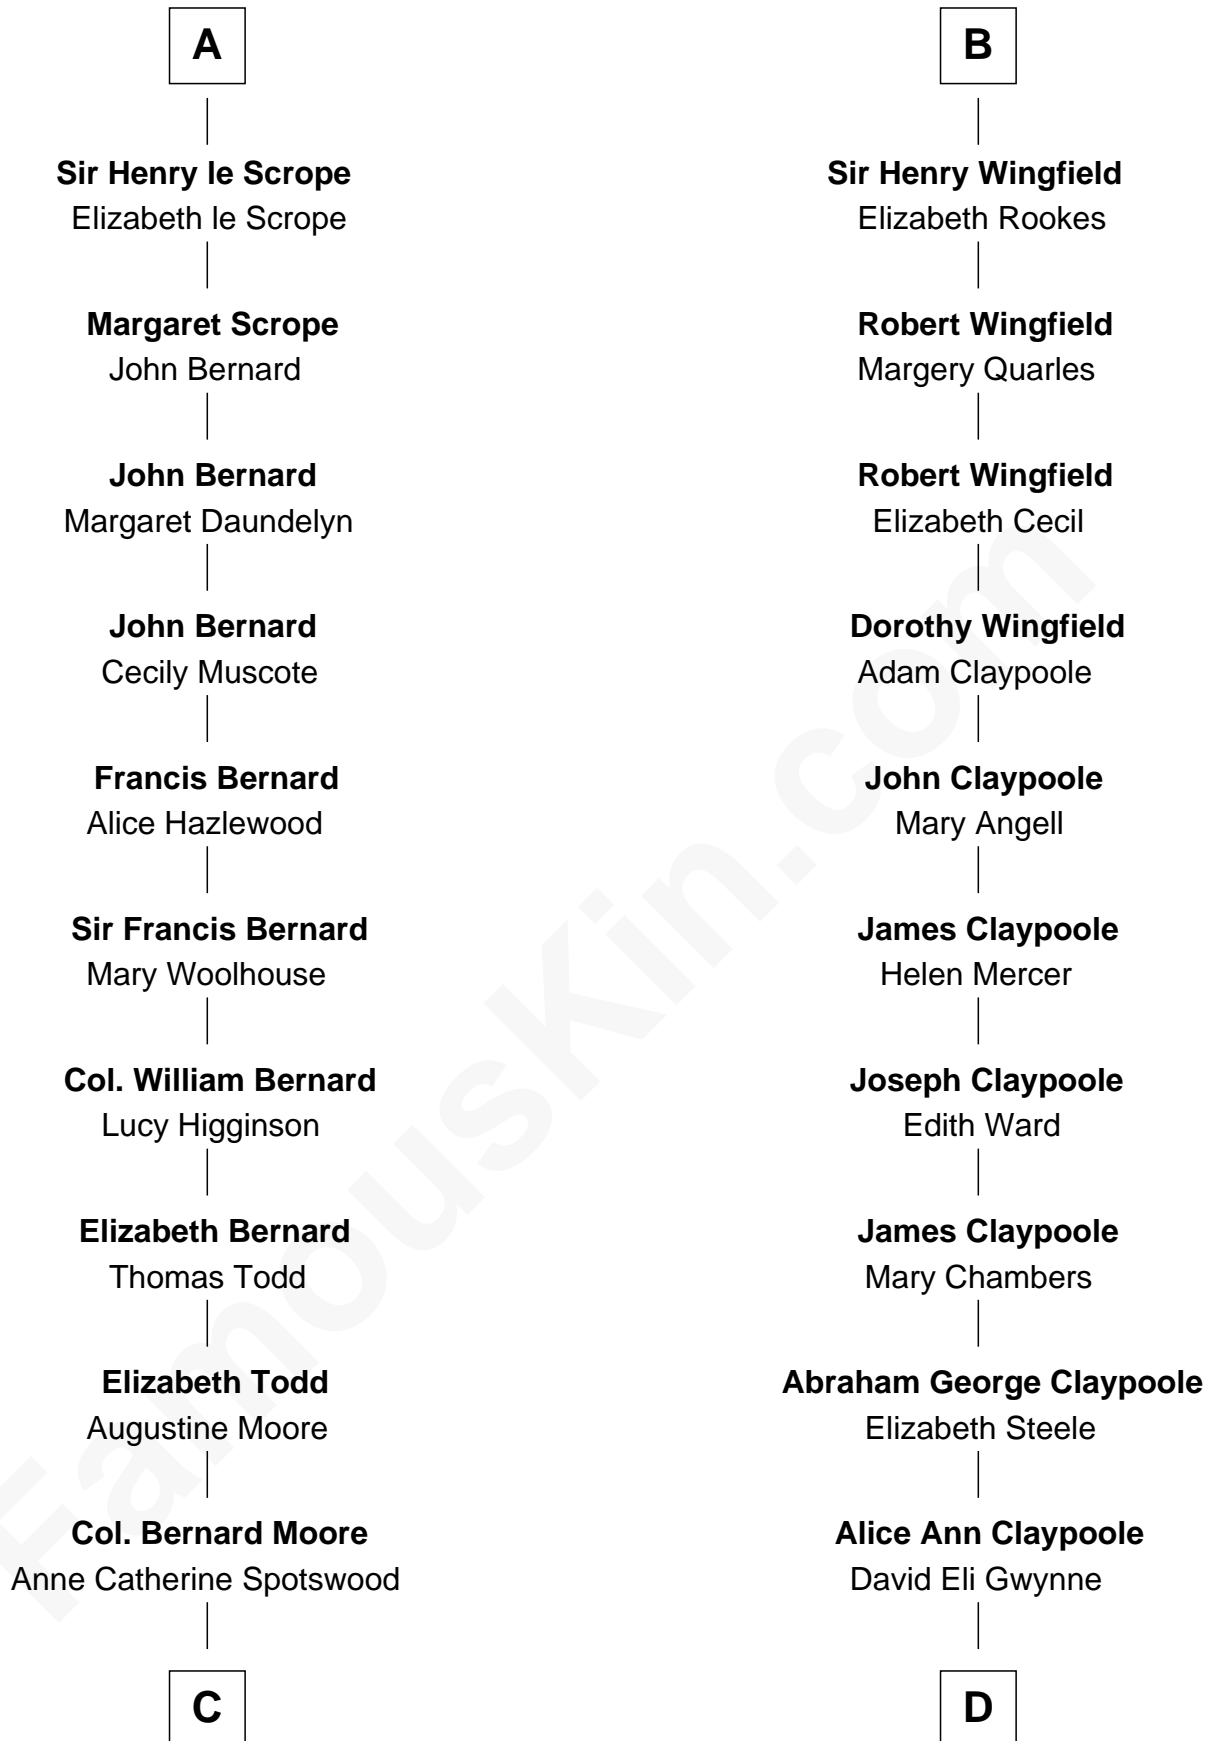 A
Sir Henry le Scrope
Elizabeth le Scrope
Margaret Scrope
John Bernard
John Bernard
Margaret Daundelyn
John Bernard
Cecily Muscote
Francis Bernard
Alice Hazlewood
Sir Francis Bernard
Mary Woolhouse
Col. William Bernard
Lucy Higginson
Elizabeth Bernard
Thomas Todd
Elizabeth Todd
Augustine Moore
Col. Bernard Moore
Anne Catherine Spotswood
C
B
Sir Henry Wingfield
Elizabeth Rookes
Robert Wingfield
Margery Quarles
Robert Wingfield
Elizabeth Cecil
Dorothy Wingfield
Adam Claypoole
John Claypoole
Mary Angell
James Claypoole
Helen Mercer
Joseph Claypoole
Edith Ward
James Claypoole
Mary Chambers
Abraham George Claypoole
Elizabeth Steele
Alice Ann Claypoole
David Eli Gwynne
D
FamousKin.com